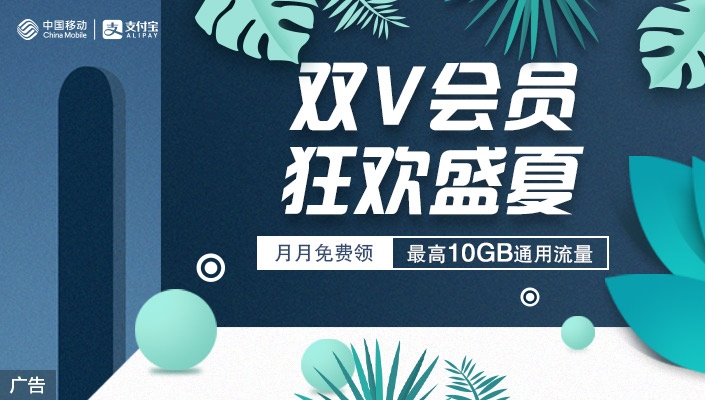 中国移动
China Mobile
支 支付宝
ALIPAY
双V会员
狂欢盛夏
月月免费领 最高10GB通用流量
广告